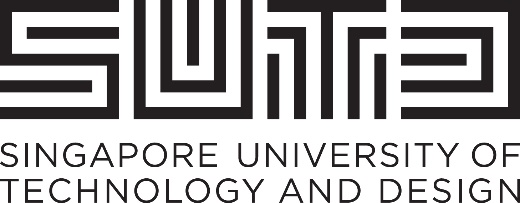 SUTD
SINGAPORE UNIVERSITY OF
TECHNOLOGY AND DESIGN